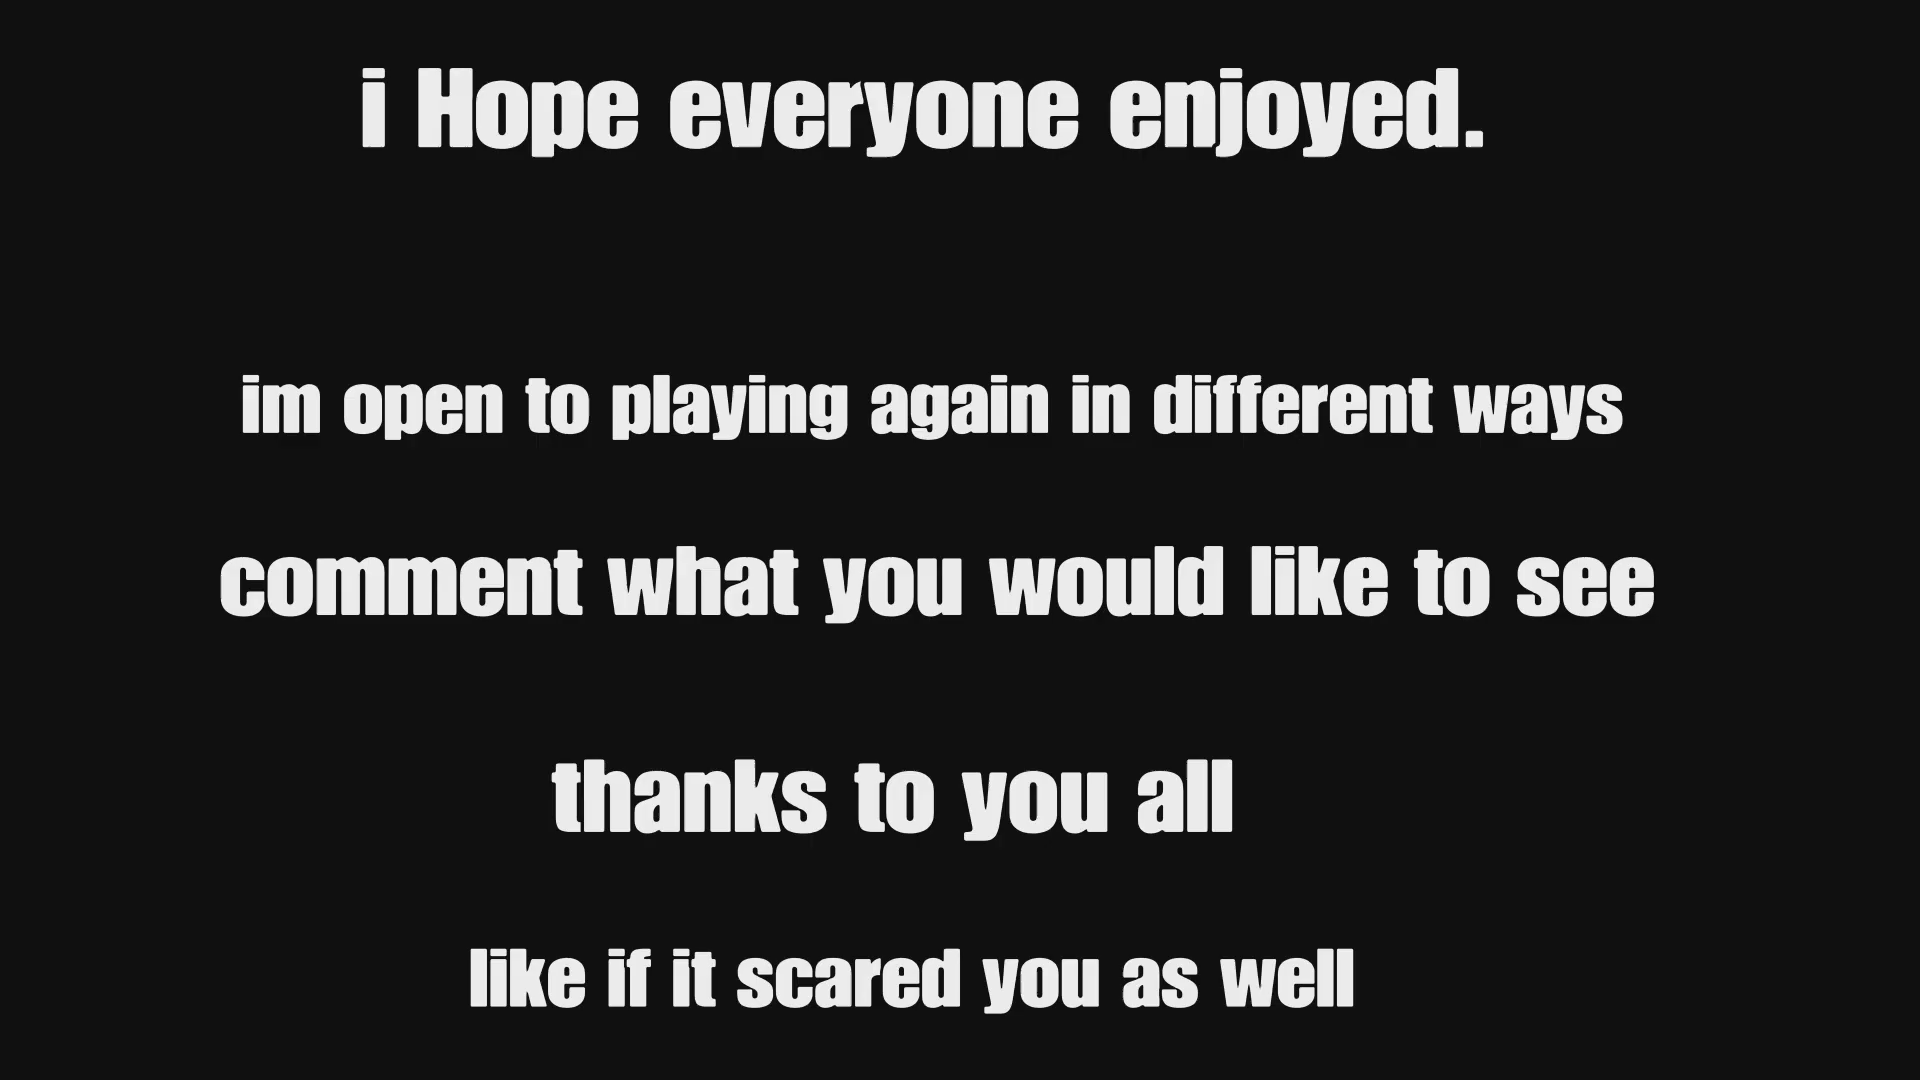 i Hope everyone enjoyed.
im open to playing again in different ways
comment what you would like to see
thanks to you all
like if it scared you as well